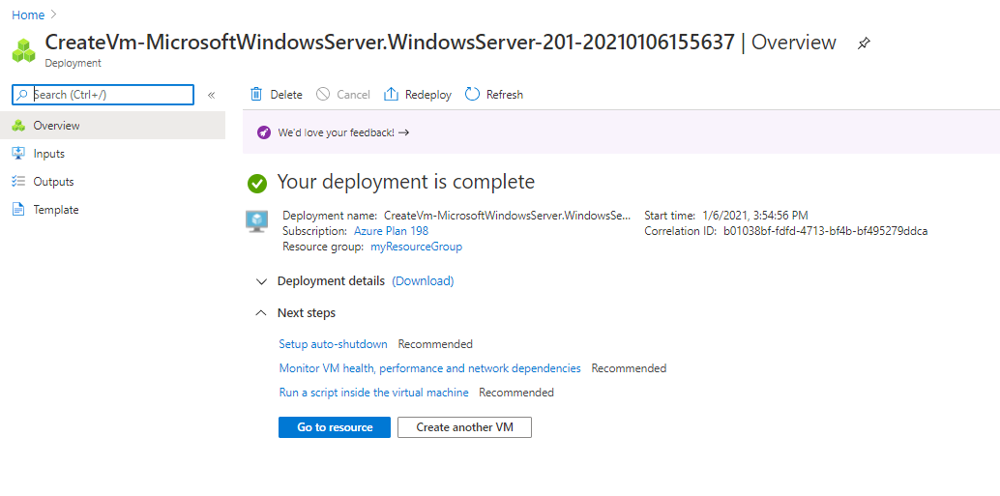 Home
CreateVm-MicrosoftWindowsServer.WindowsServer-201-20210106155637 | Overview
Deployment
Search (Ctrl+/)
«
Delete
Cancel
Redeploy
Refresh
Overview
Inputs
Outputs
Template
We'd love your feedback! →
Your deployment is complete
Deployment name: CreateVm-MicrosoftWindowsServer.WindowsSe... Start time: 1/6/2021, 3:54:56 PM
Subscription: Azure Plan 198 Correlation ID: b01038bf-fdfd-4713-bf4b-bf495279ddca
Resource group: myResourceGroup
Deployment details (Download)
Next steps
Setup auto-shutdown Recommended
Monitor VM health, performance and network dependencies Recommended
Run a script inside the virtual machine Recommended
Go to resource
Create another VM